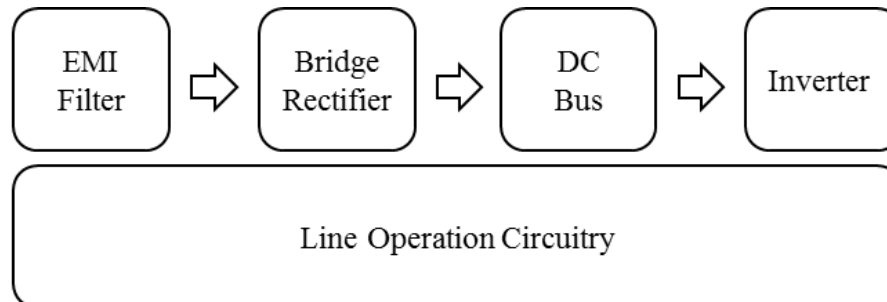 EMI
Filter
Bridge
Rectifier
DC
Bus
Inverter
Line Operation Circuitry